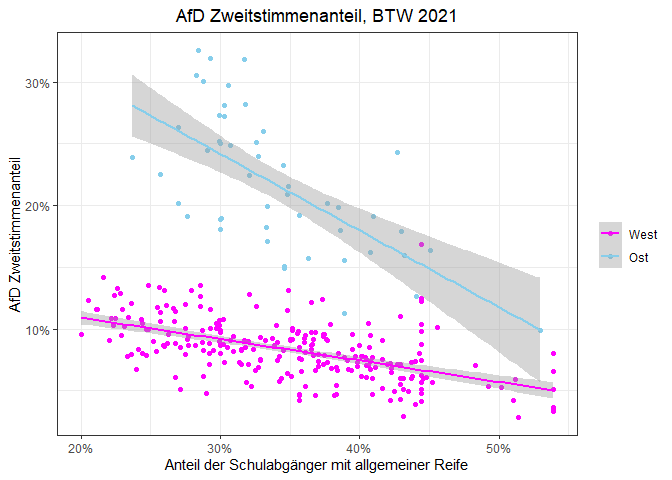 AfD Zweitstimmenanteil, BTW 2021
30%
20%
10%
AfD Zweitstimmenanteil
West
Ost
20%
30%
40%
50%
Anteil der Schulabgänger mit allgemeiner Reife